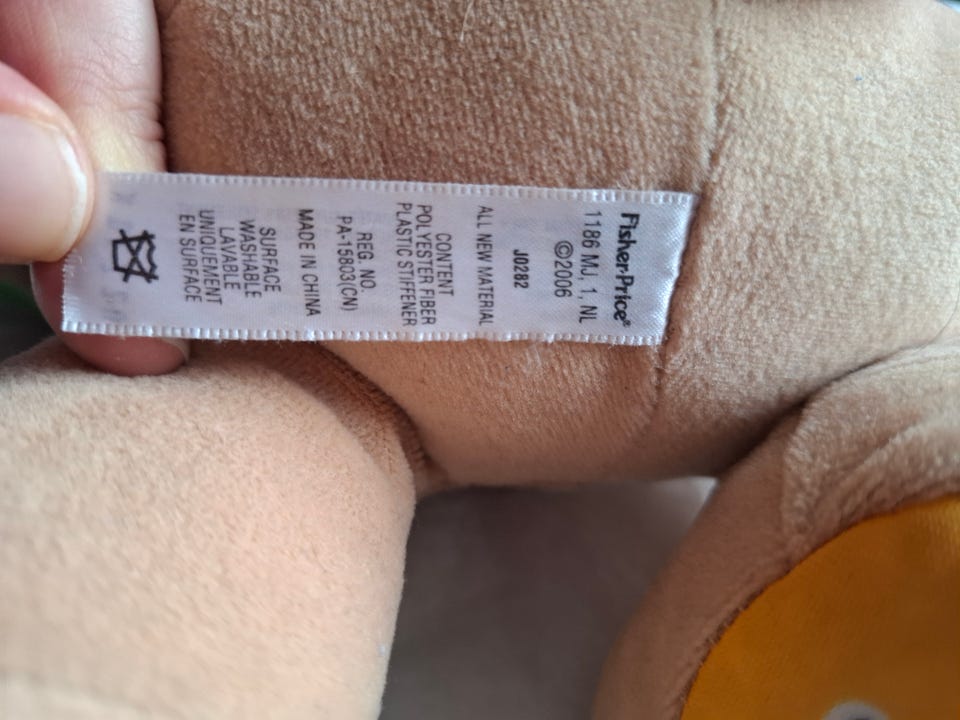 Fisher-Price®
1186 MJ, 1, NL
©2006
J0282
ALL NEW MATERIAL
CONTENT
POLYESTER FIBER
PLASTIC STIFFENER
REG. NO.
PA-15803(CN)
MADE IN CHINA
SURFACE
WASHABLE
LAVABLE
UNIQUEMENT
EN SURFACE